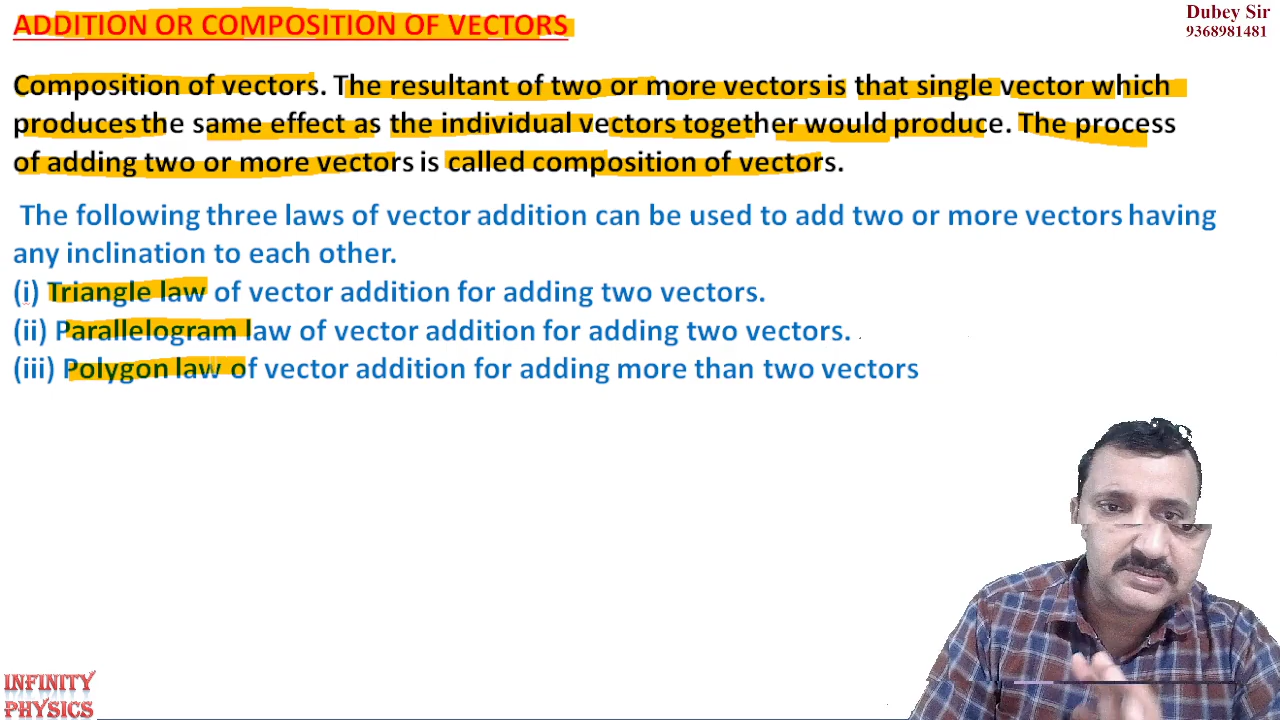 ADDITION OR COMPOSITION OF VECTORS
Dubey Sir
9368981481
Composition of vectors. The resultant of two or more vectors is that single vector which
produces the same effect as the individual vectors together would produce. The process
of adding two or more vectors is called composition of vectors.
The following three laws of vector addition can be used to add two or more vectors having
any inclination to each other.
(i) Triangle law of vector addition for adding two vectors.
(ii) Parallelogram law of vector addition for adding two vectors.
(iii) Polygon law of vector addition for adding more than two vectors
INFINITY
PHYSICS